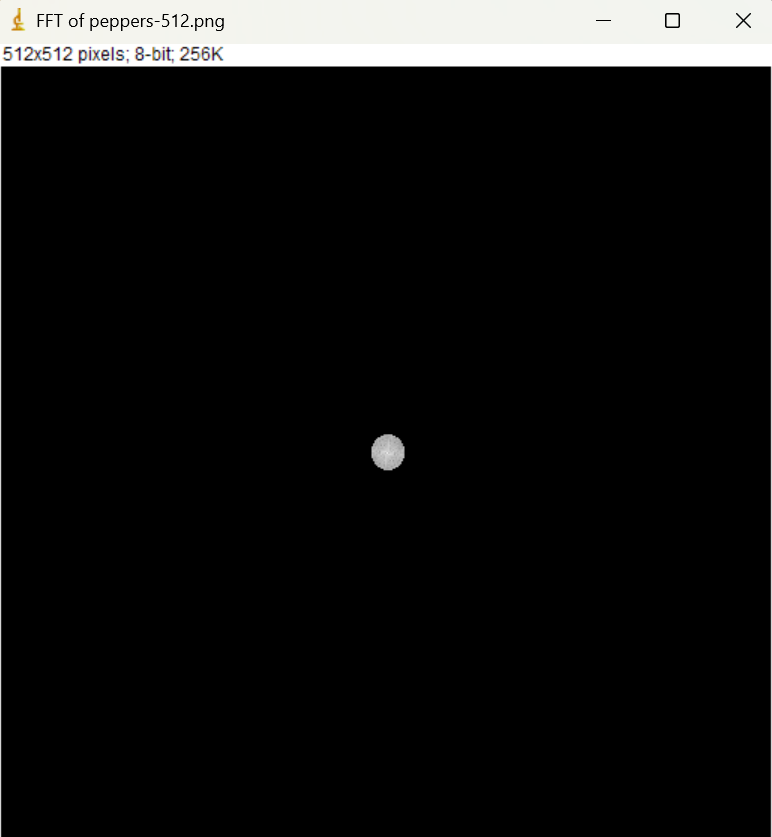 FFT of peppers-512.png
512x512 pixels; 8-bit; 256K